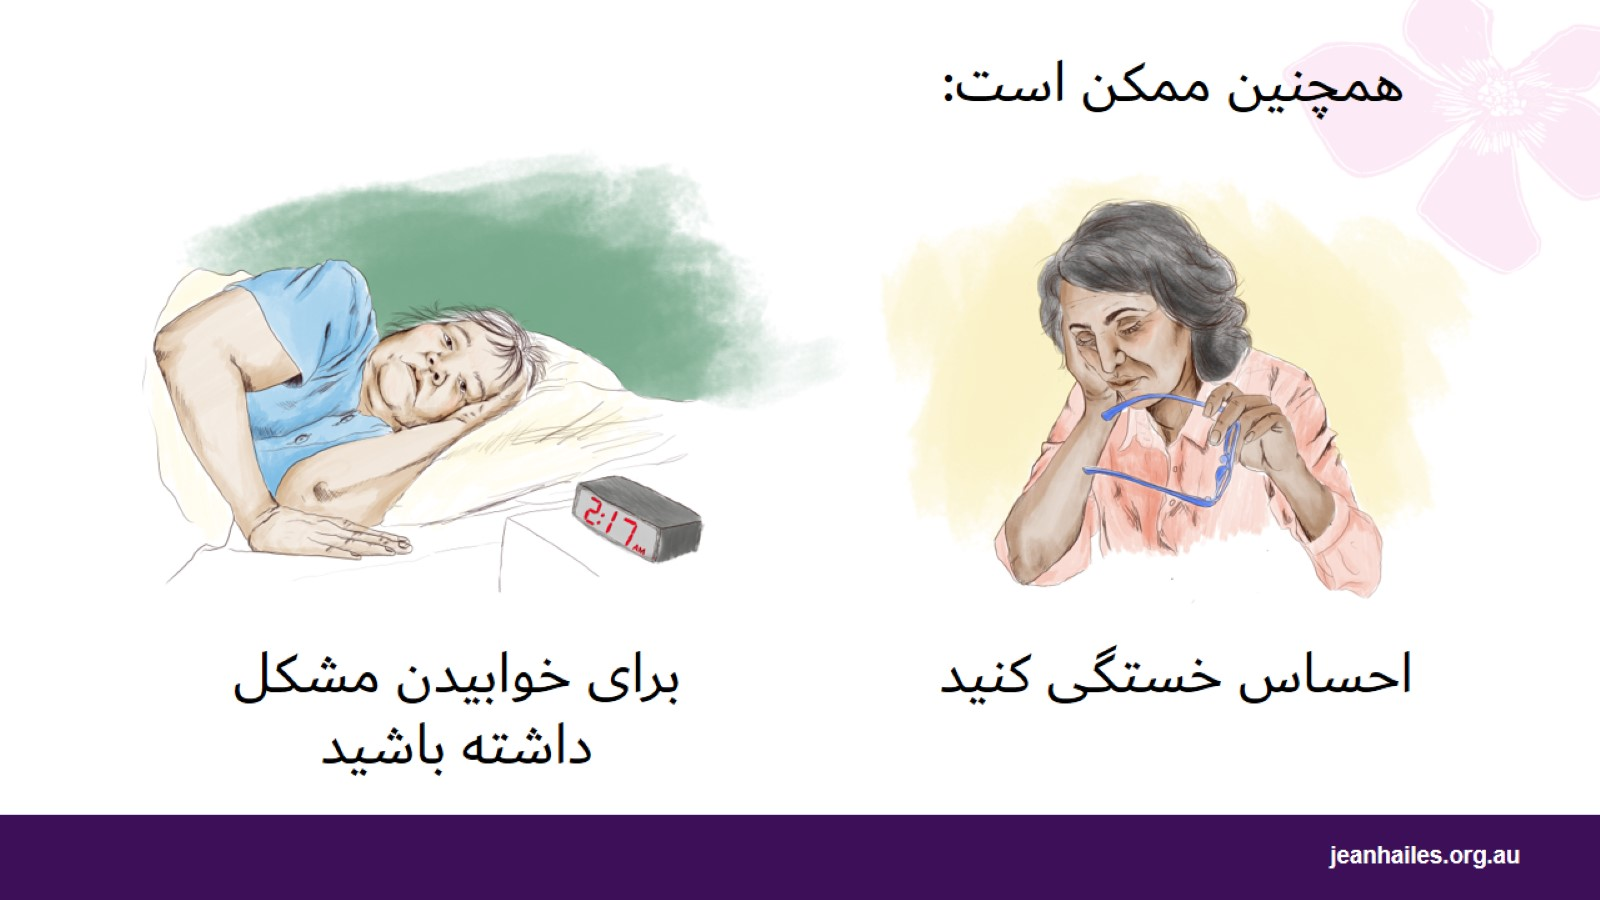 همچنین ممکن است:
احساس خستگی کنید
برای خوابیدن مشکل
داشته باشید
2:17 AM
jeanhailes.org.au